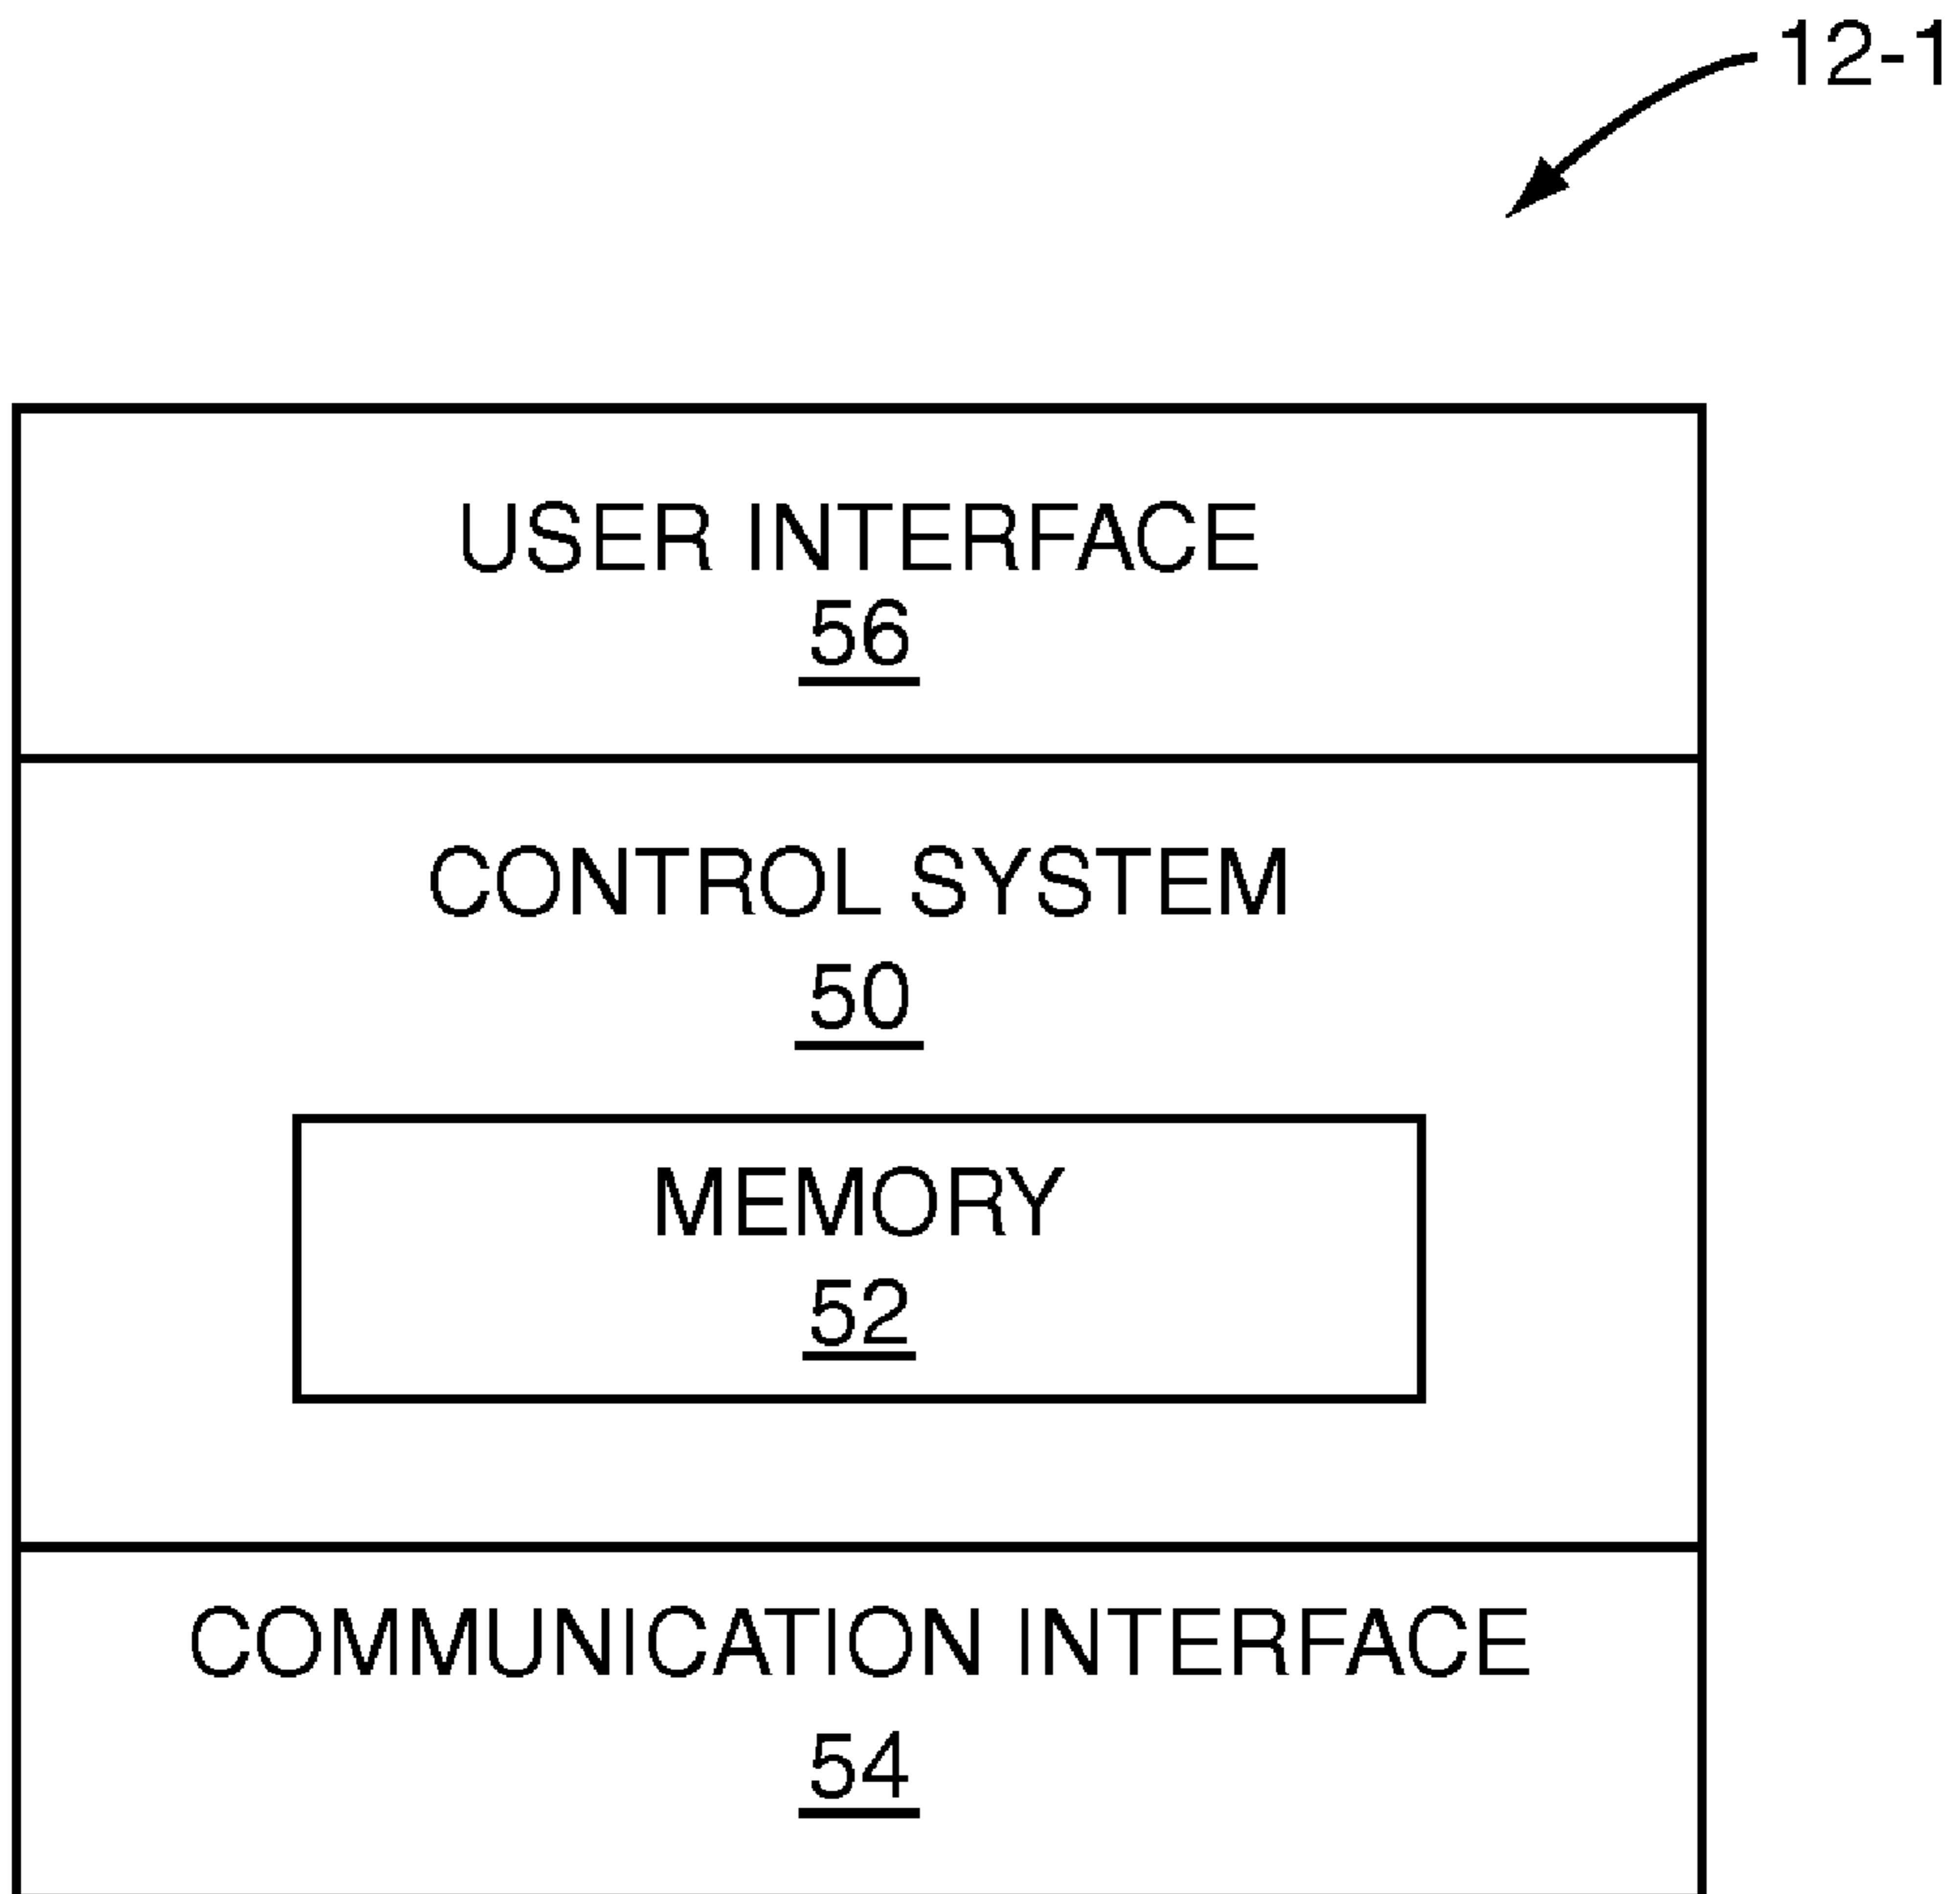 12-1
USER INTERFACE
56
CONTROL SYSTEM
50
MEMORY
52
COMMUNICATION INTERFACE
54